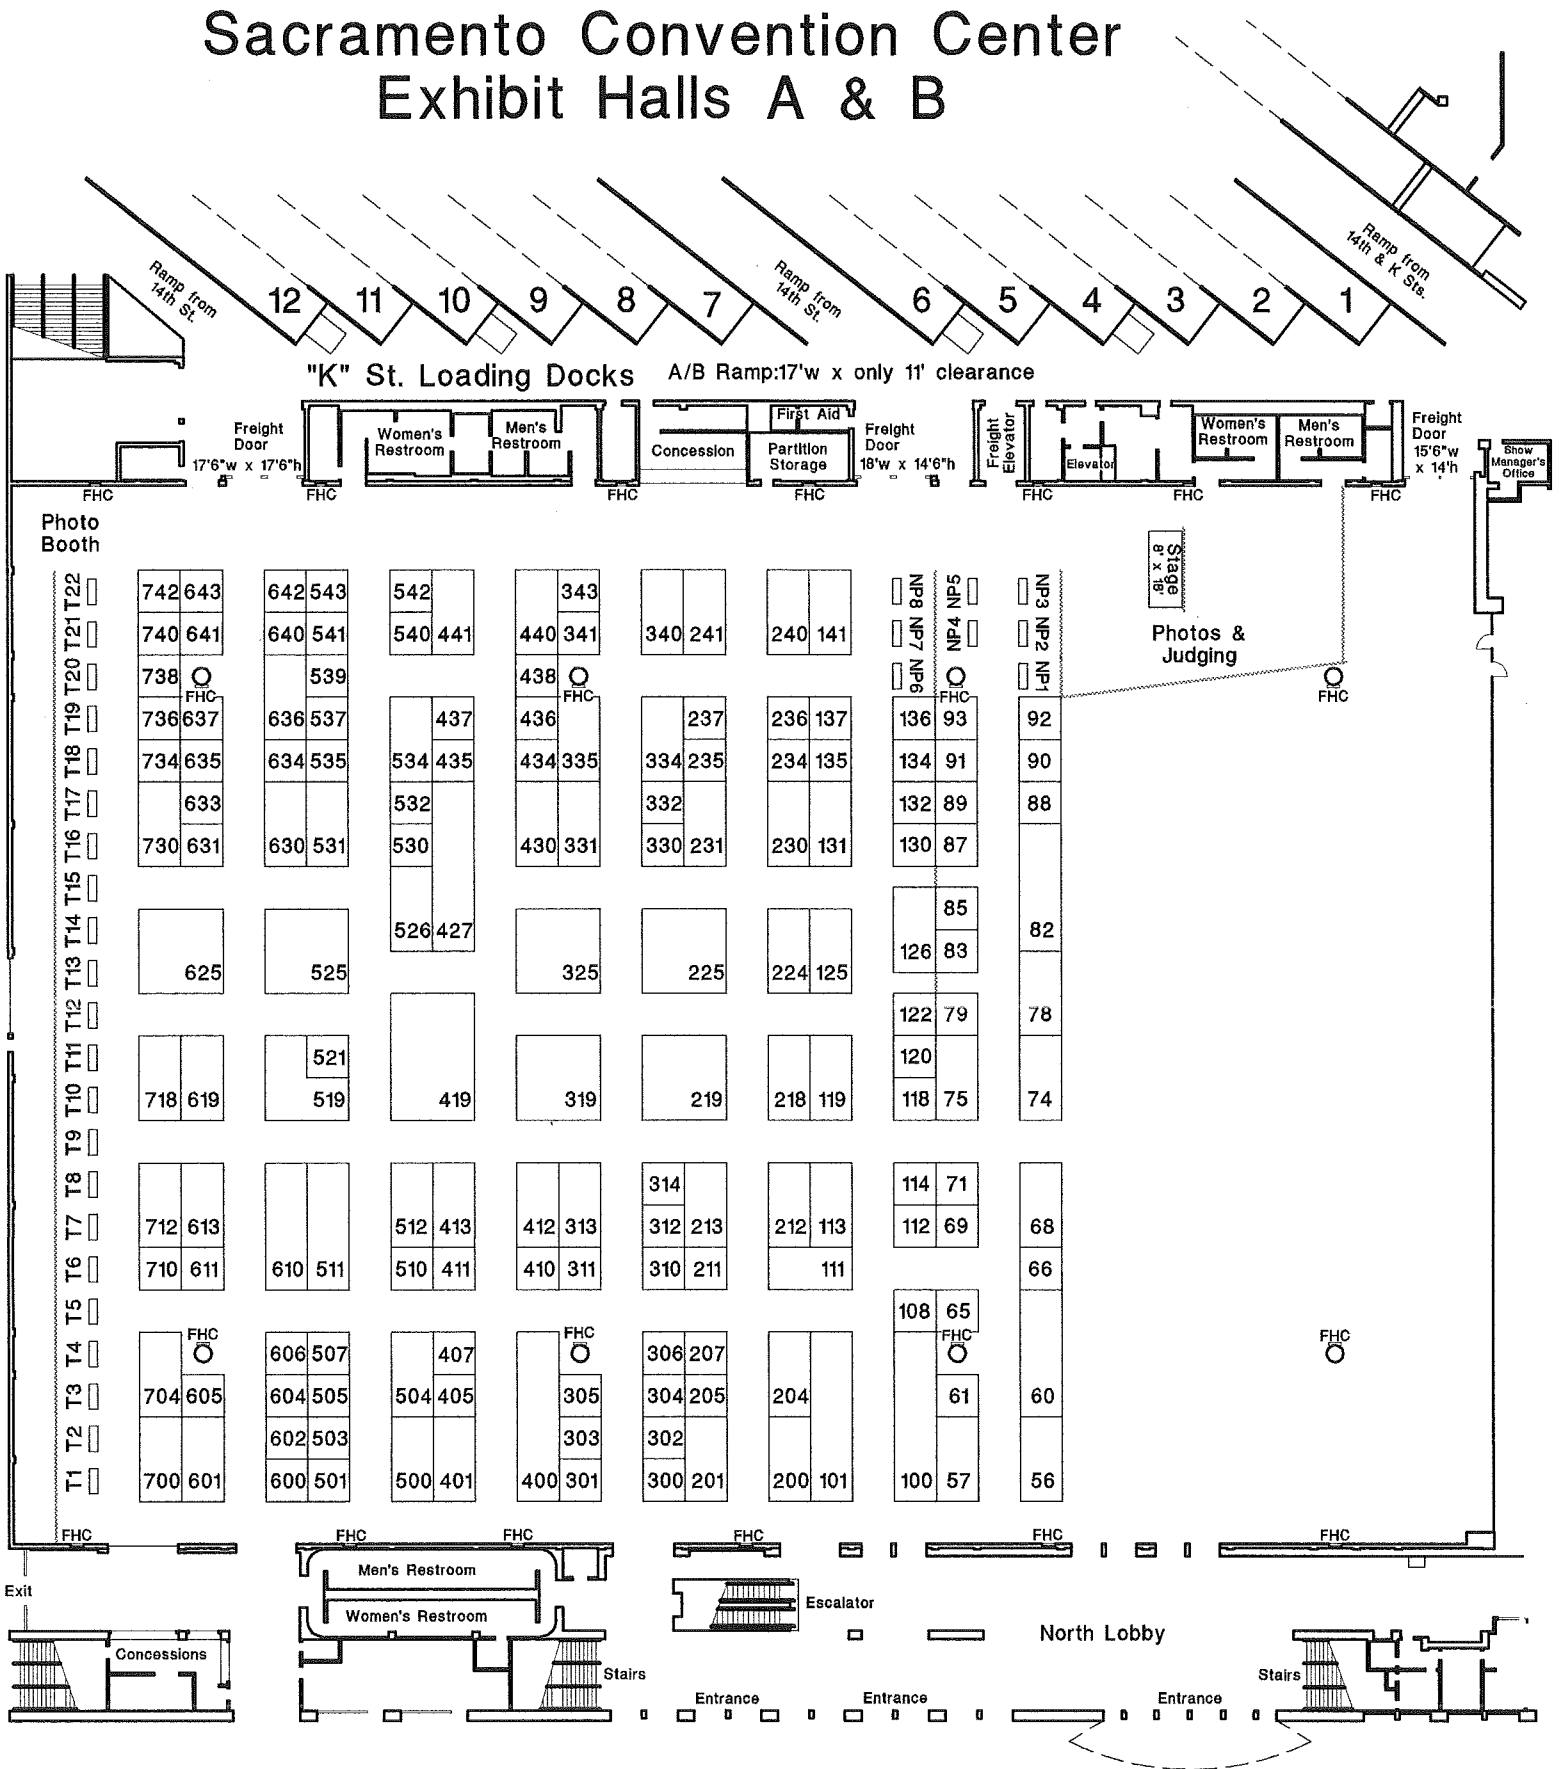 Sacramento Convention Center
Exhibit Halls A & B
Ramp from
14th & K Sts.
Ramp from
14th St.
12 11 10 9 8 7
Ramp from
14th St.
6 5 4 3 2 1
"K" St. Loading Docks A/B Ramp:17'w x only 11' clearance
Freight
Door
17'6"w x 17'6"h
Women's
Restroom
Men's
Restroom
Concession
First Aid
Partition
Storage
Freight
Door
18'w x 14'6"h
Freight
Elevator
Elevator
Women's
Restroom
Men's
Restroom
Freight
Door
15'6"w
x 14'h
Show
Manager's
Office
FHC FHC FHC FHC FHC FHC FHC
Photo
Booth
Stage
8' x 18'
Photos &
Judging
T22 742 643 642 543 542 343 NP8 NP5 NP3
T21 740 641 640 541 540 441 440 341 340 241 240 141 NP7 NP4 NP2
T20 738 539 438 NP6 NP1
FHC FHC FHC FHC
T19 736 637 636 537 437 436 237 236 137 136 93 92
T18 734 635 634 535 534 435 434 335 334 235 234 135 134 91 90
T17 633 532 332 132 89 88
T16 730 631 630 531 530 430 331 330 231 230 131 130 87
T15 85
T14 526 427 82
T13 625 525 325 225 224 125 126 83
T12 122 79 78
T11 521 120
T10 718 619 519 419 319 219 218 119 118 75 74
T9
T8 314 114 71
T7 712 613 512 413 412 313 312 213 212 113 112 69 68
T6 710 611 610 511 510 411 410 311 310 211 111 66
T5 108 65
FHC FHC FHC FHC
T4 606 507 407 306 207
T3 704 605 604 505 504 405 305 304 205 204 61 60
T2 602 503 303 302
T1 700 601 600 501 500 401 400 301 300 201 200 101 100 57 56
FHC FHC FHC FHC FHC FHC
Exit
Men's Restroom
Women's Restroom
Escalator
North Lobby
Concessions
Stairs
Stairs
Entrance Entrance Entrance